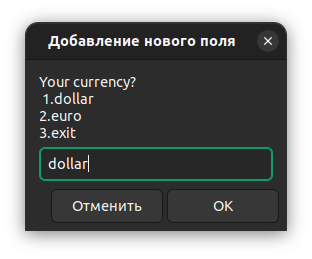 Добавление нового поля
Your currency?
1.dollar
2.euro
3.exit
dollar
Отменить
OK